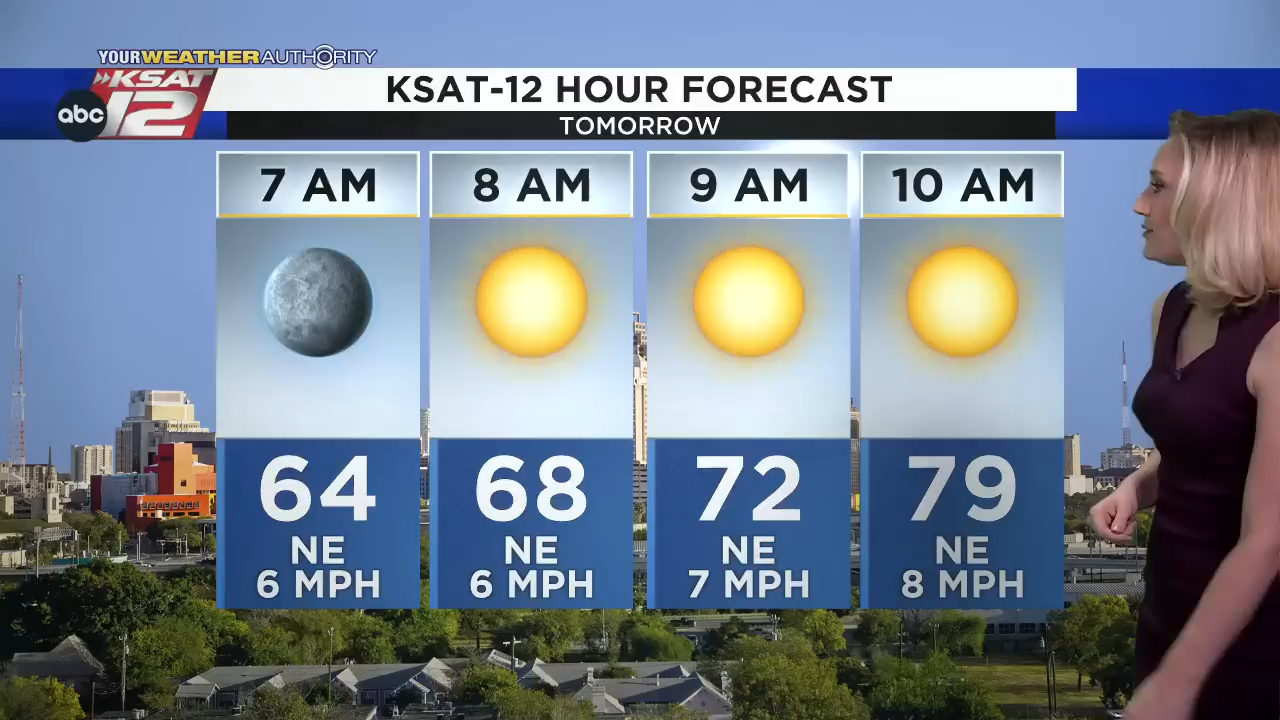 YOURWEATHERAUTHORITY
KSAT
abc 12
KSAT-12 HOUR FORECAST
TOMORROW
7 AM 8 AM 9 AM 10 AM
64 68 72 79
NE NE NE NE
6 MPH 6 MPH 7 MPH 8 MPH